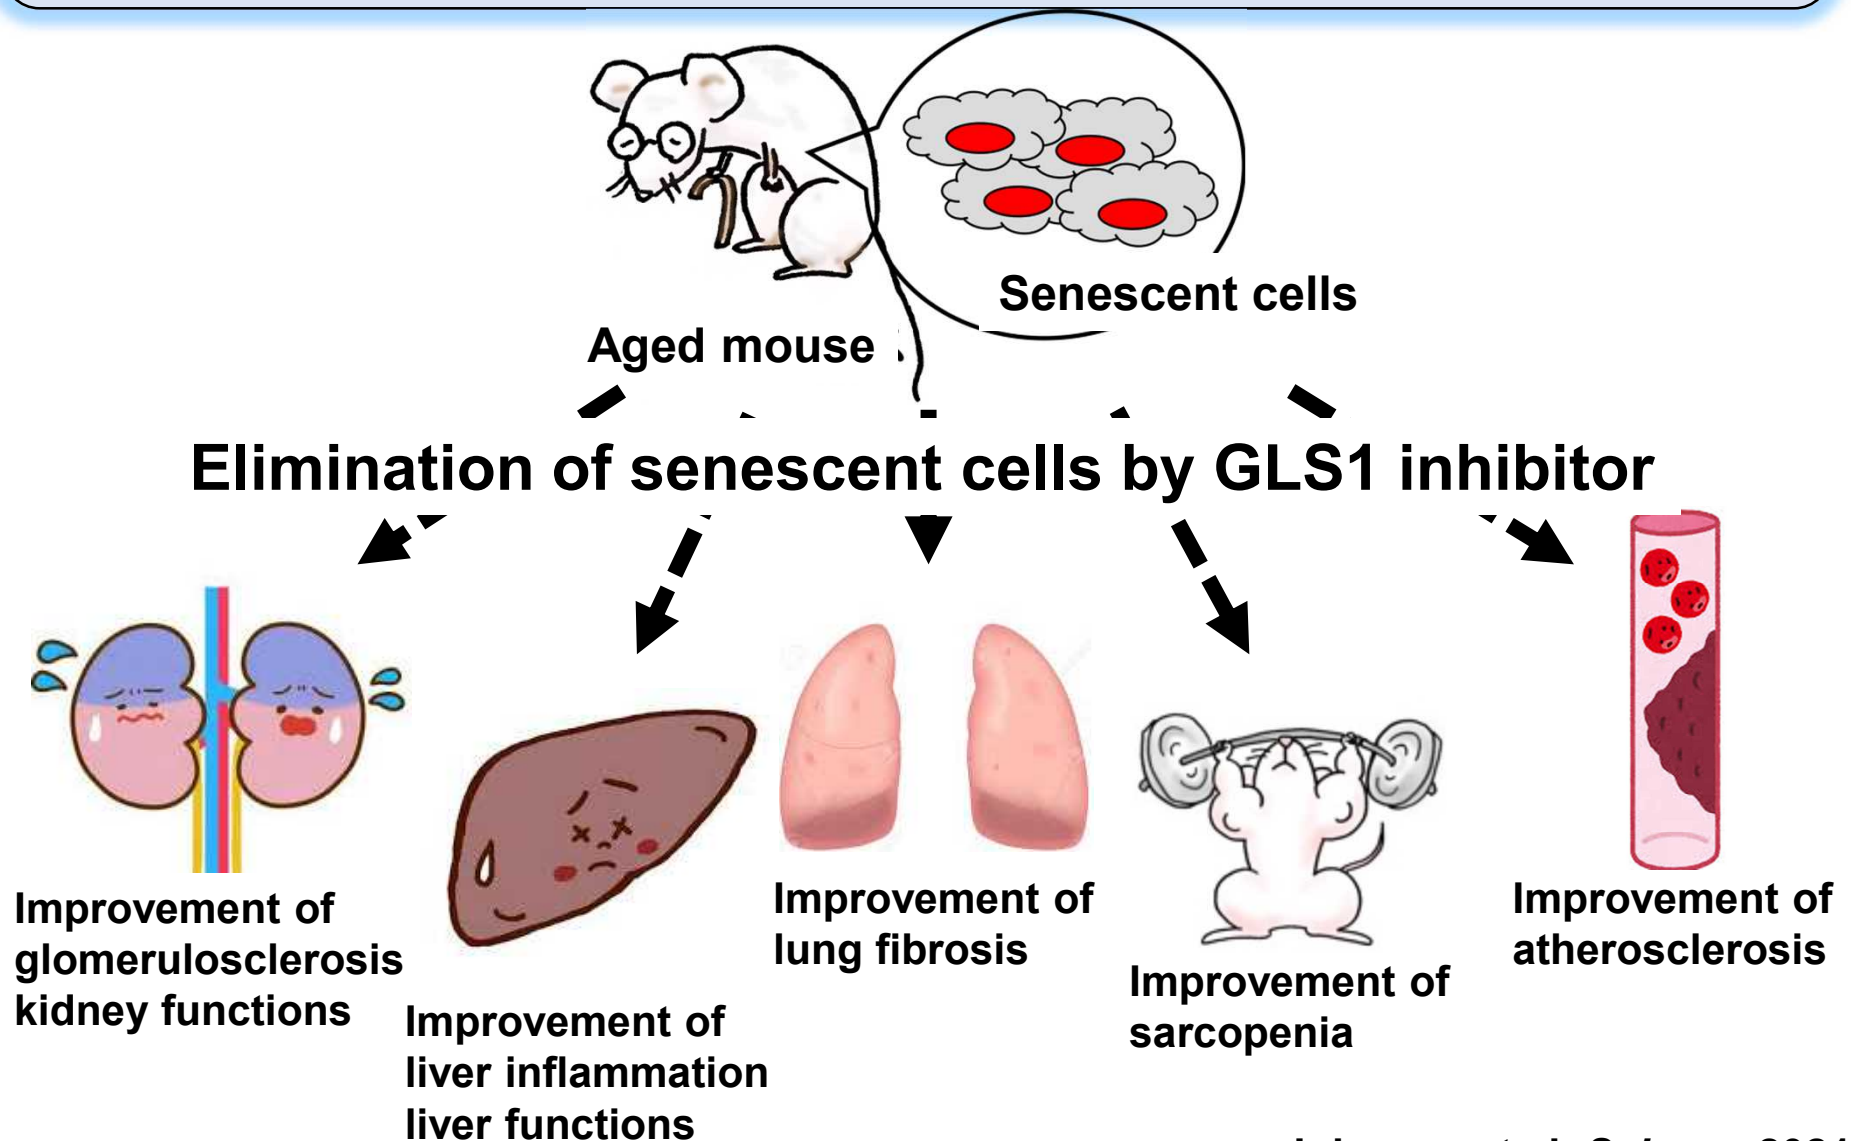 Senescent cells
Aged mouse
Elimination of senescent cells by GLS1 inhibitor
Improvement of
glomerulosclerosis
kidney functions
Improvement of
liver inflammation
liver functions
Improvement of
lung fibrosis
Improvement of
sarcopenia
Improvement of
atherosclerosis